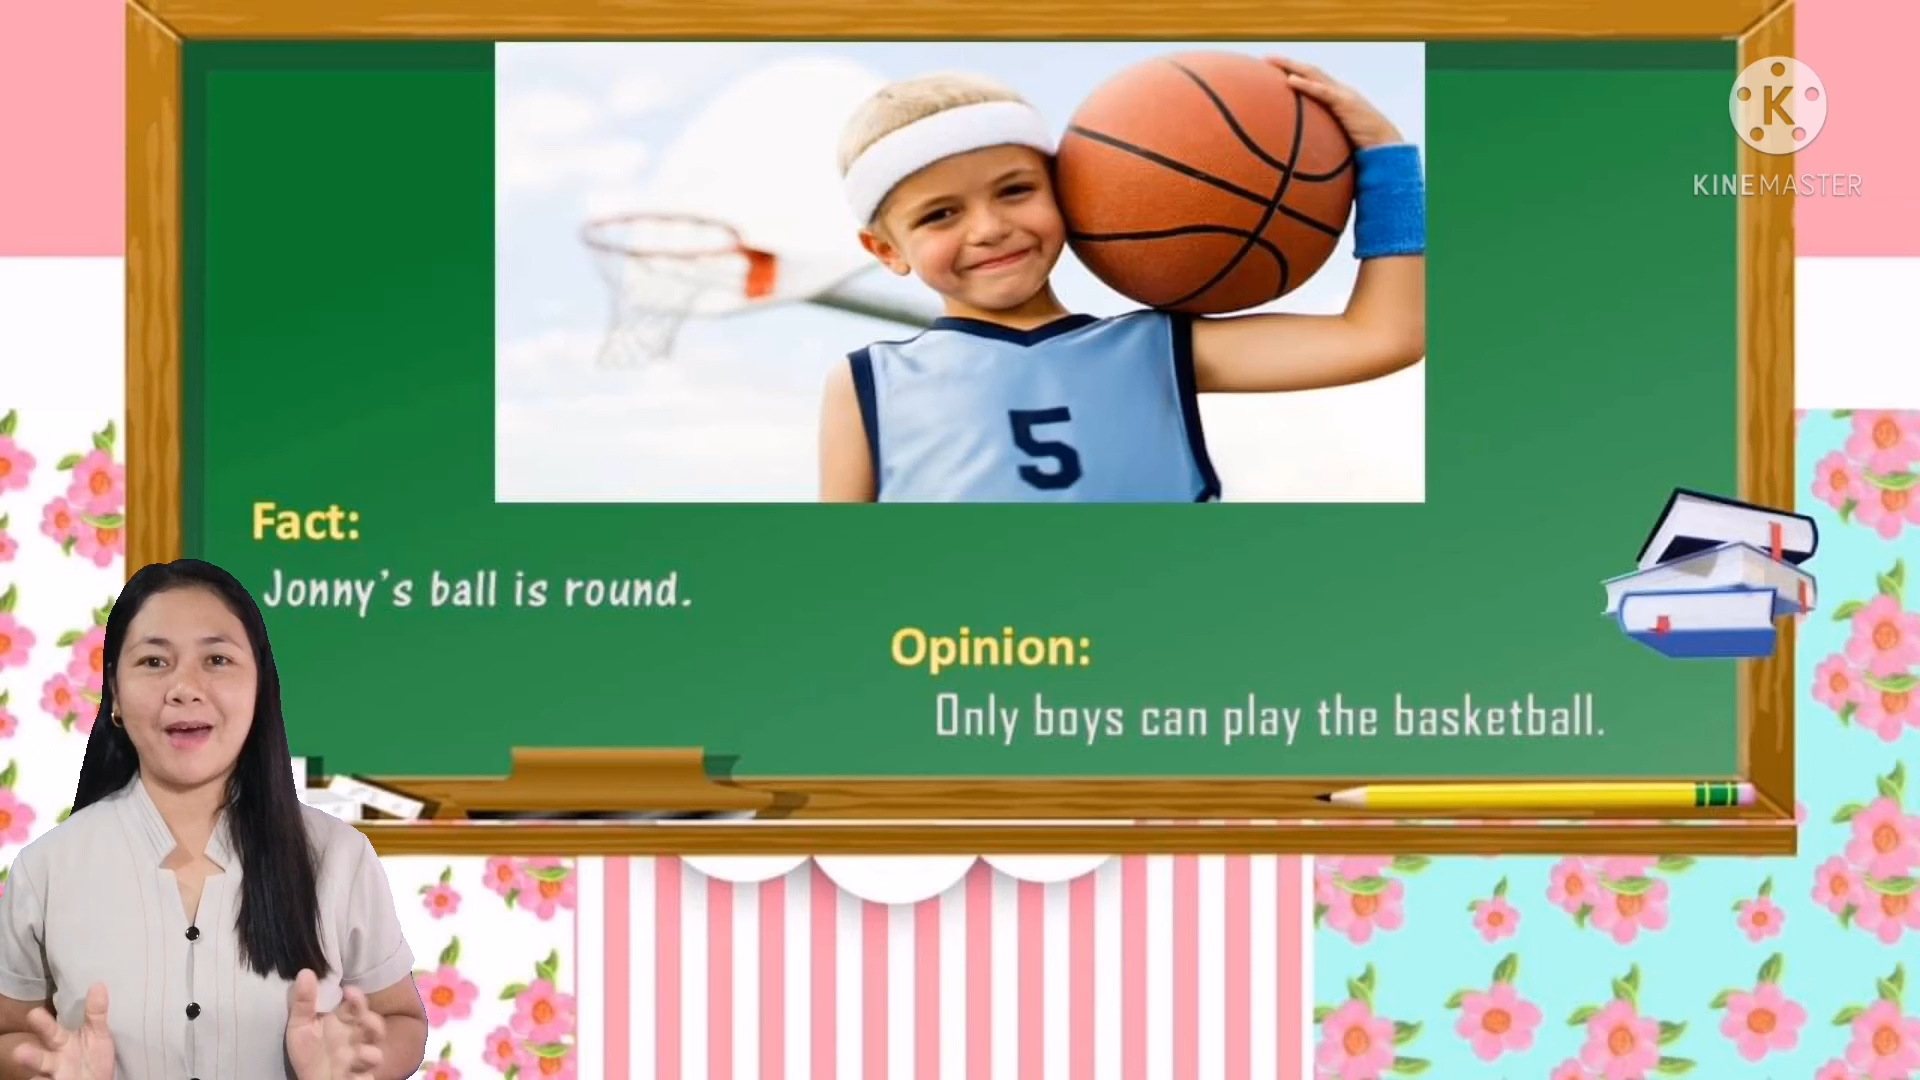 5
K
KINEMASTER
Fact:
Jonny's ball is round.
Opinion:
Only boys can play the basketball.